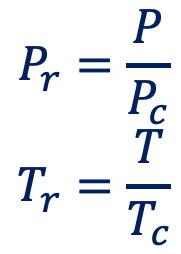 P_r = P / P_c
T_r = T / T_c